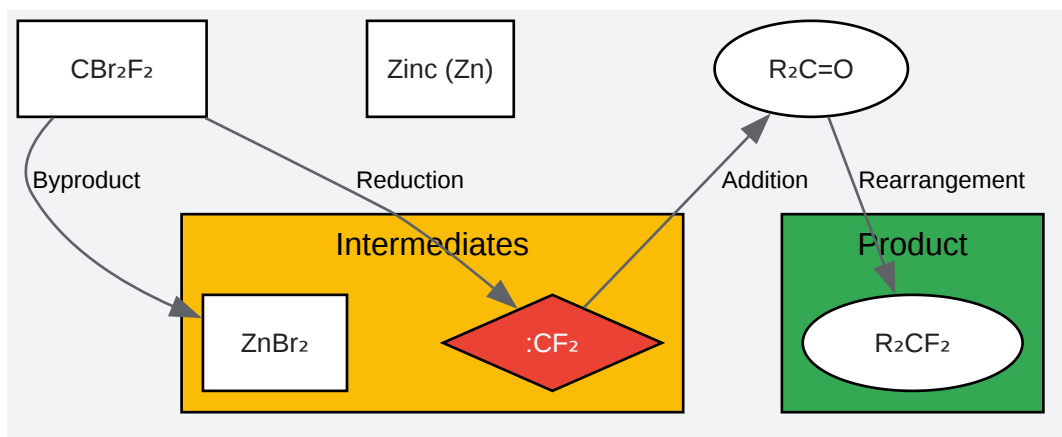 CBr₂F₂
Zinc (Zn)
R₂C=O
Byproduct
Reduction
Addition
Rearrangement
Intermediates
Product
ZnBr₂
:CF₂
R₂CF₂